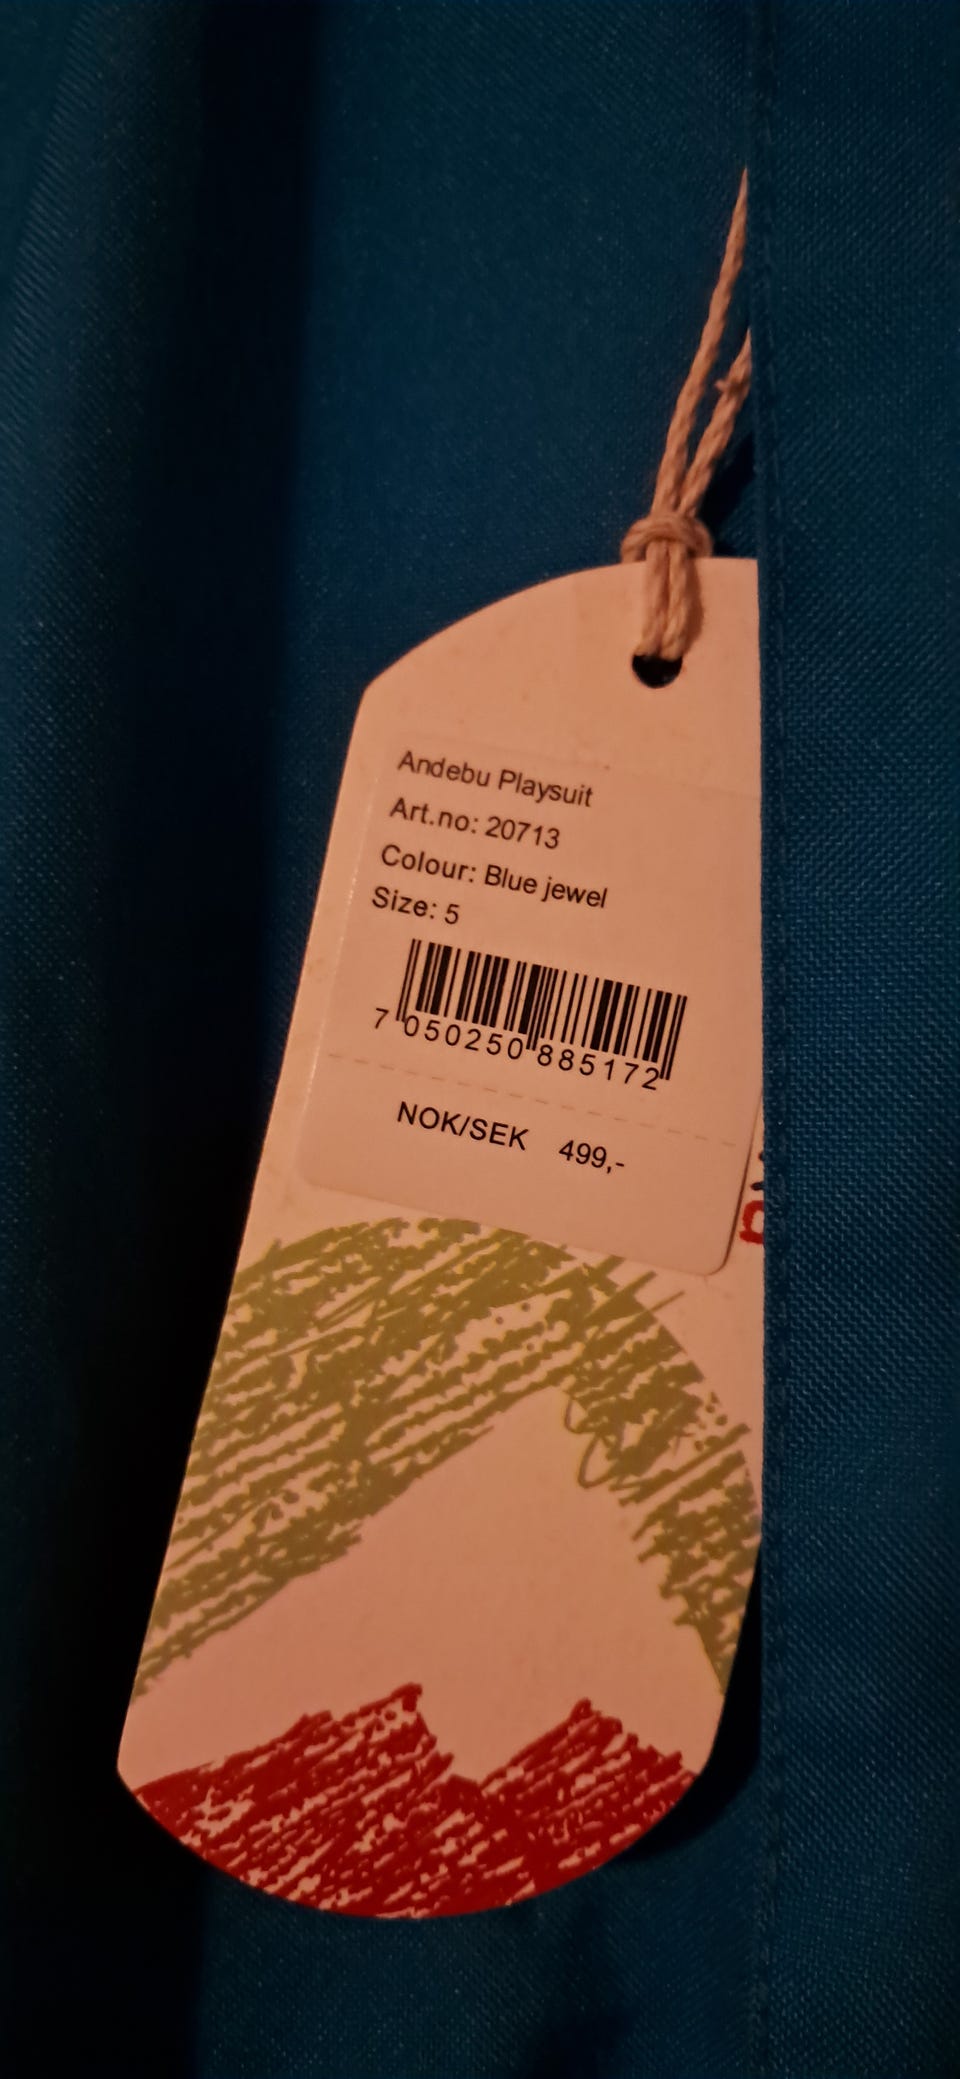 Andebu Playsuit
Art.no: 20713
Colour: Blue jewel
Size: 5
7 050250 885172
NOK/SEK 499,-